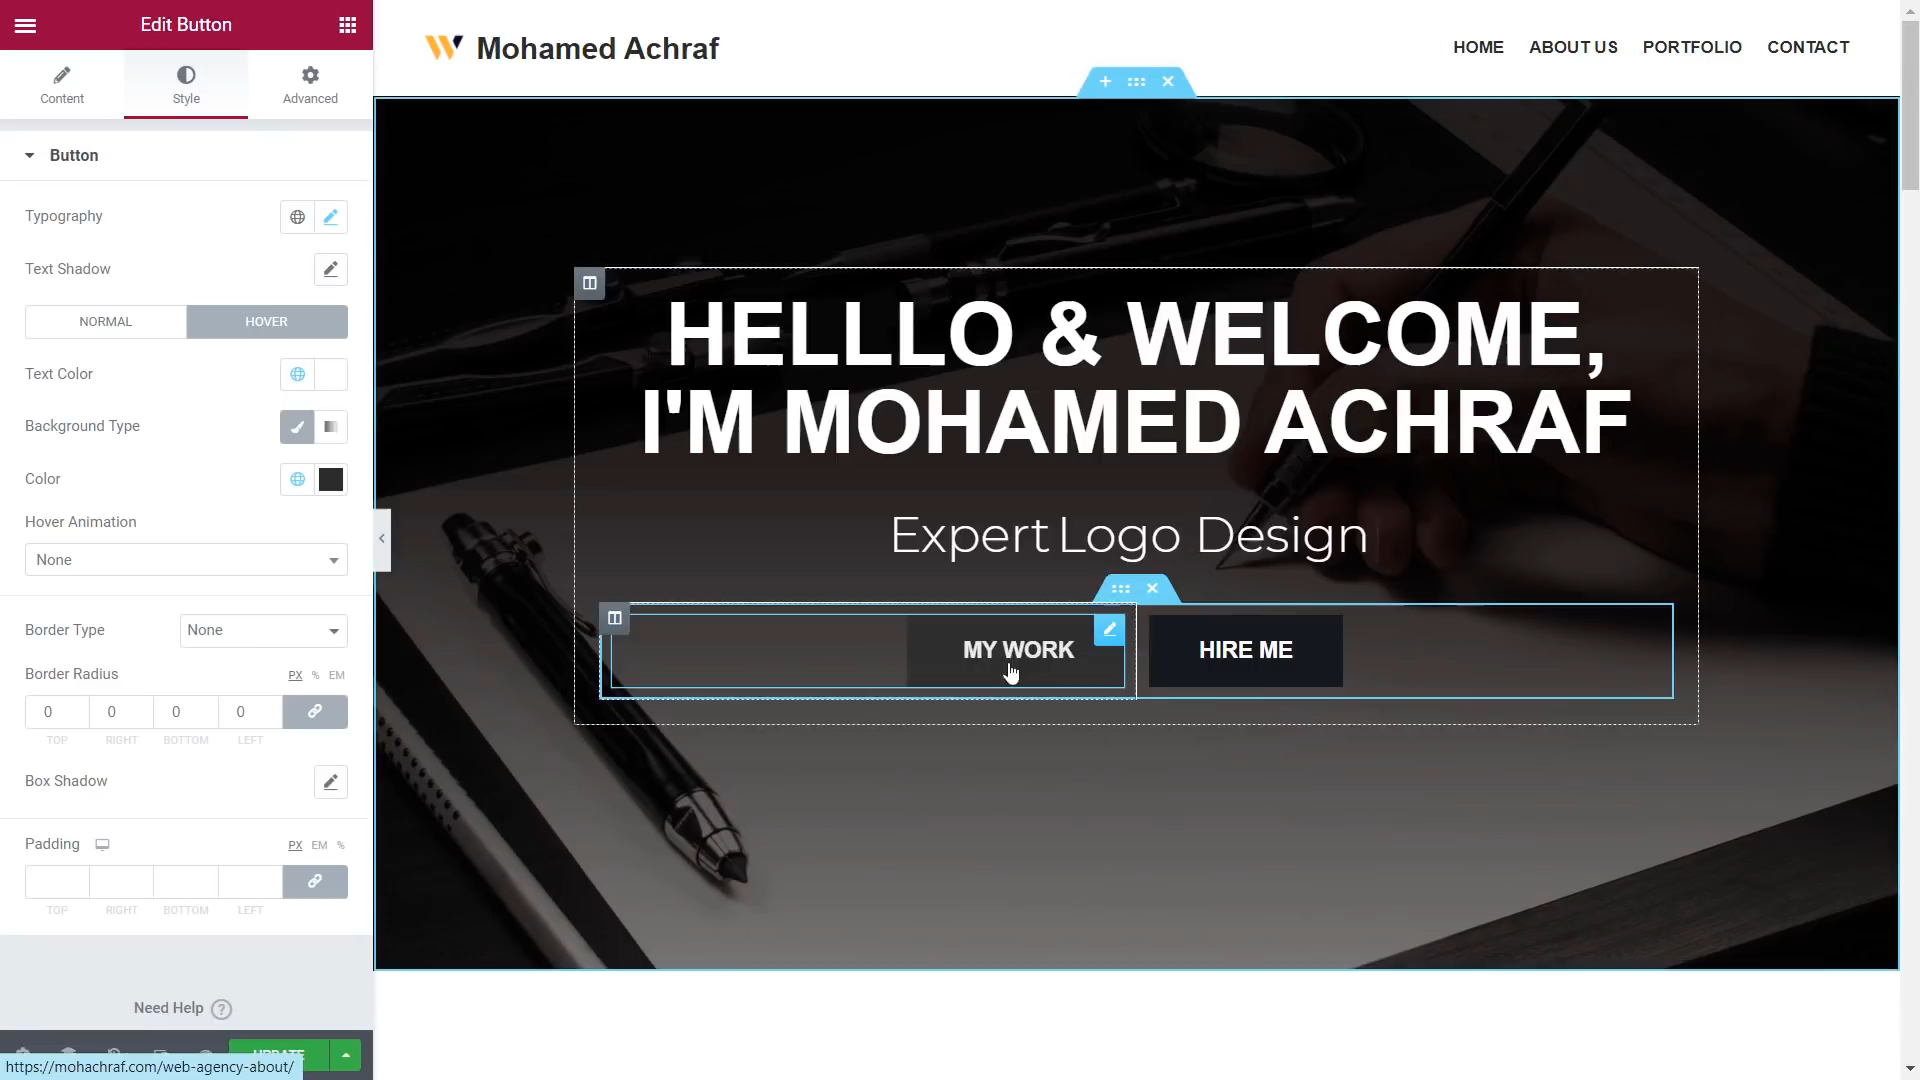 Edit Button
Content
Style
Advanced
Button
Typography
Text Shadow
NORMAL
HOVER
Text Color
Background Type
Color
Hover Animation
None
Border Type
None
Border Radius
PX % EM
0 0 0 0
TOP RIGHT BOTTOM LEFT
Box Shadow
Padding
PX EM %
TOP RIGHT BOTTOM LEFT
Need Help ?
UPDATE
https://mohachraf.com/web-agency-about/
Mohamed Achraf
HOME ABOUT US PORTFOLIO CONTACT
HELLLO & WELCOME,
I'M MOHAMED ACHRAF
Expert Logo Design
MY WORK
HIRE ME